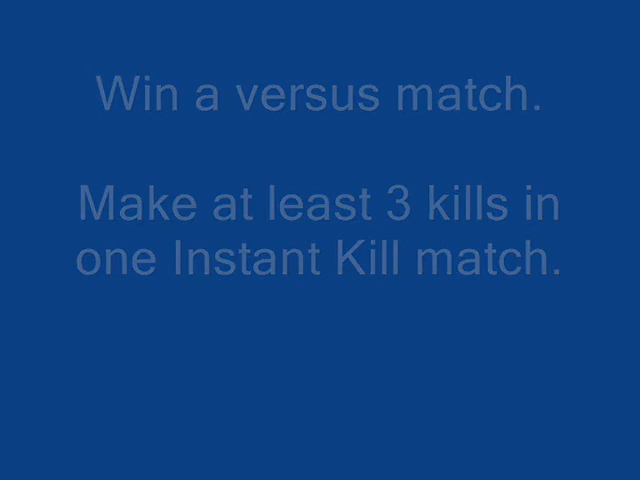 Win a versus match.
Make at least 3 kills in
one Instant Kill match.